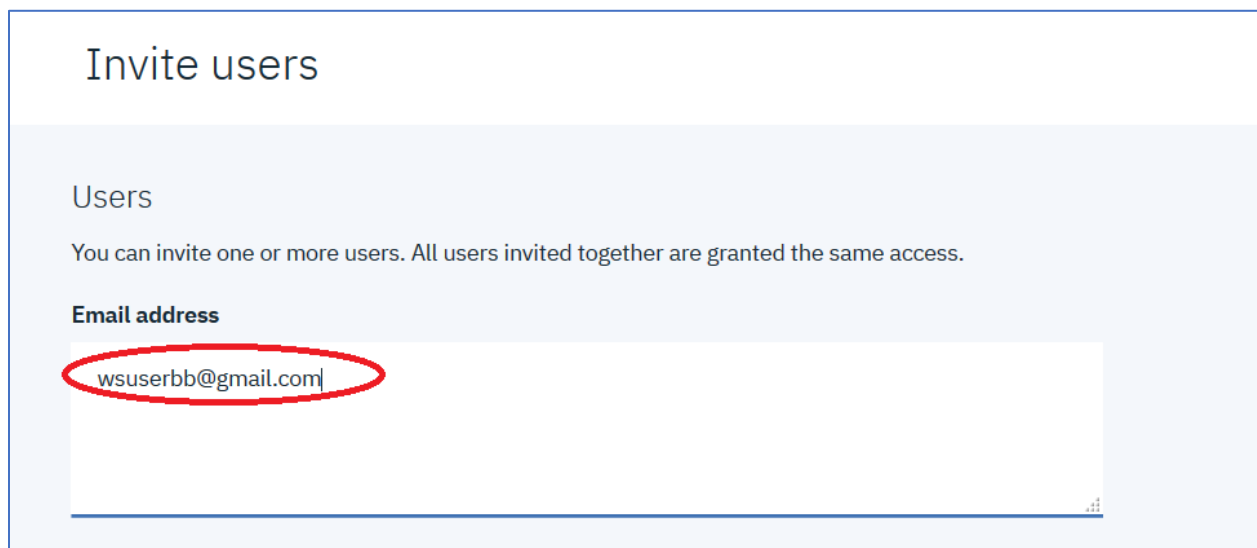 Invite users
Users
You can invite one or more users. All users invited together are granted the same access.
Email address
wsuserbb@gmail.com